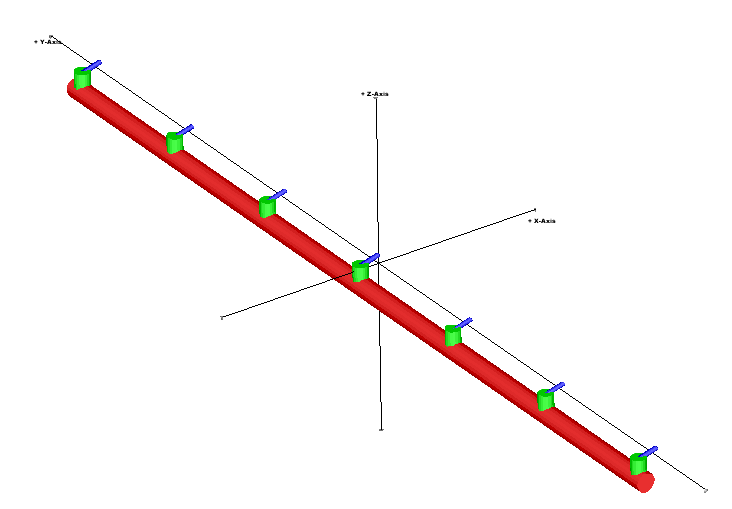 + Y-Axis
+ Z-Axis
+ X-Axis